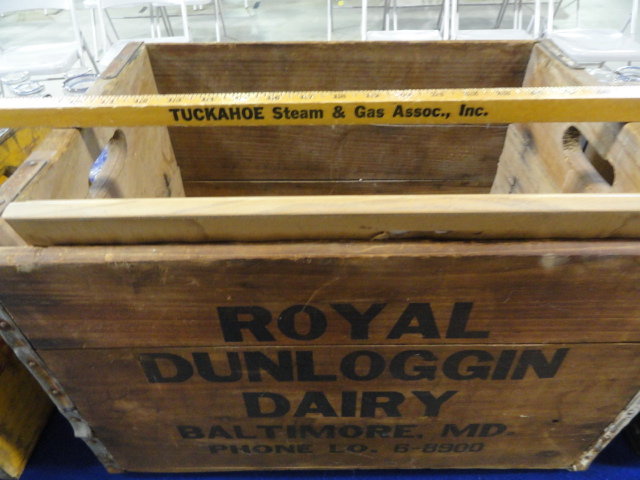 TUCKAHOE Steam & Gas Assoc., Inc.
ROYAL
DUNLOGGIN
DAIRY
BALTIMORE, MD.
PHONE LO. 6-8900